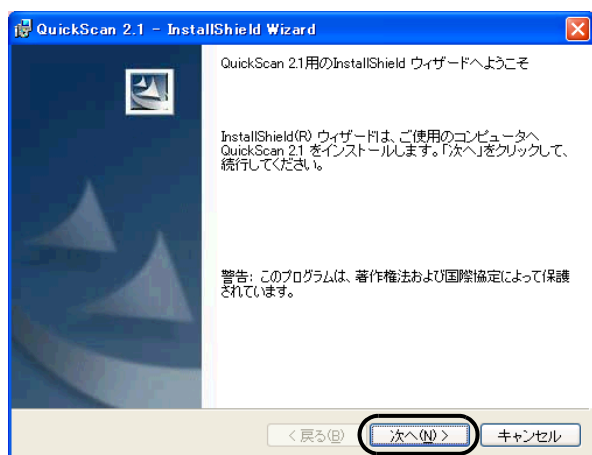 QuickScan 2.1 - InstallShield Wizard
QuickScan 2.1用のInstallShield ウィザードへようこそ
InstallShield(R) ウィザードは、ご使用のコンピュータへ
QuickScan 2.1 をインストールします。「次へ」をクリックして、
続行してください。
警告: このプログラムは、著作権法および国際協定によって保護
されています。
< 戻る(B)
次へ(N) >
キャンセル